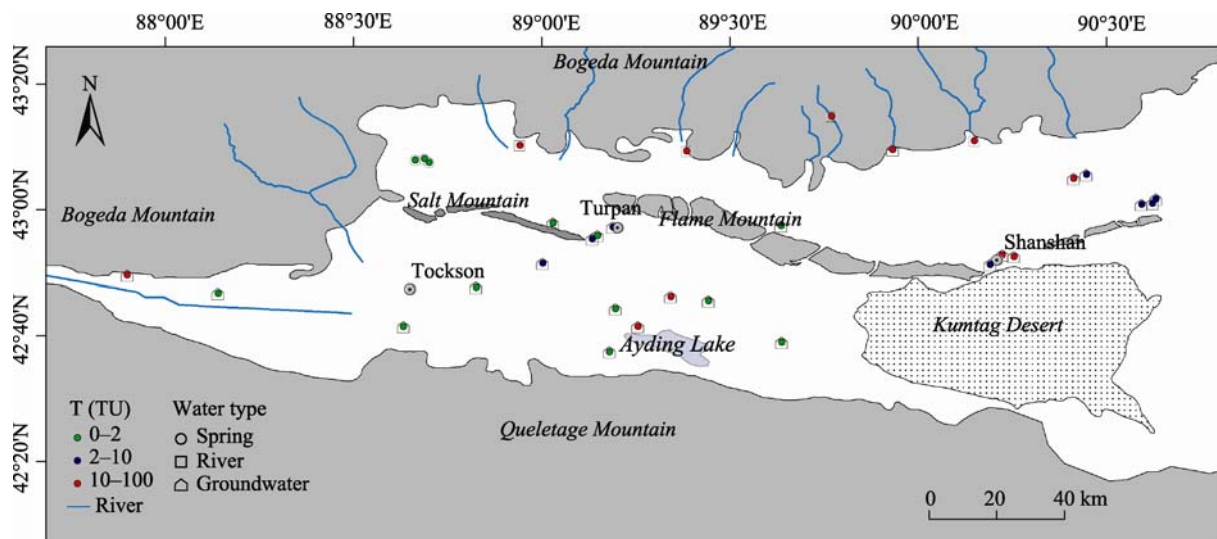 88°00'E 88°30'E 89°00'E 89°30'E 90°00'E 90°30'E
43°20'N
43°00'N
42°40'N
42°20'N
N
Bogeda Mountain
Salt Mountain
Turpan
Flame Mountain
Bogeda Mountain
Shanshan
Tockson
Kumtag Desert
Ayding Lake
Queletage Mountain
T (TU) Water type
0–2 Spring
2–10 River
10–100 Groundwater
River
0 20 40 km